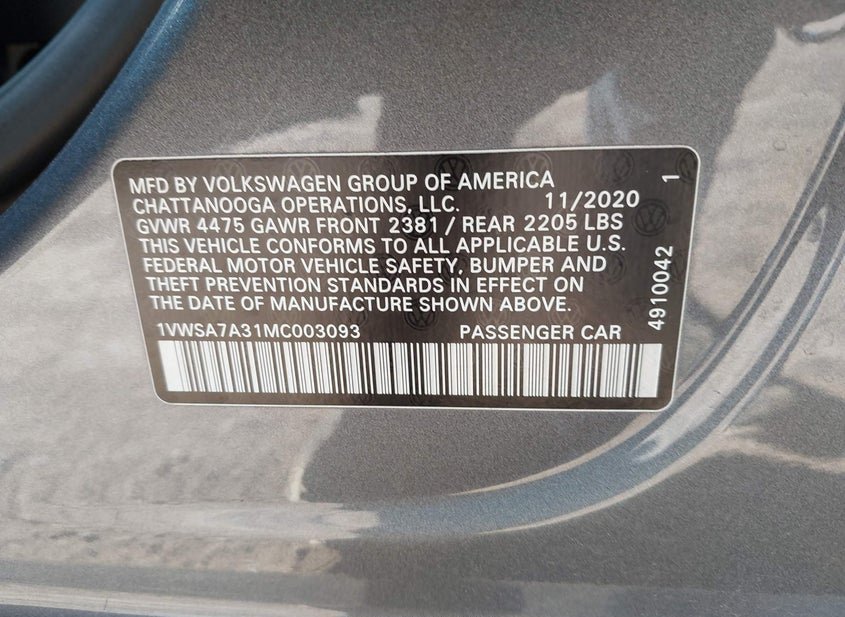 MFD BY VOLKSWAGEN GROUP OF AMERICA
CHATTANOOGA OPERATIONS, LLC. 11/2020
GVWR 4475 GAWR FRONT 2381 / REAR 2205 LBS
THIS VEHICLE CONFORMS TO ALL APPLICABLE U.S.
FEDERAL MOTOR VEHICLE SAFETY, BUMPER AND
THEFT PREVENTION STANDARDS IN EFFECT ON
THE DATE OF MANUFACTURE SHOWN ABOVE.
1VWSA7A31MC003093 PASSENGER CAR
4910042 1